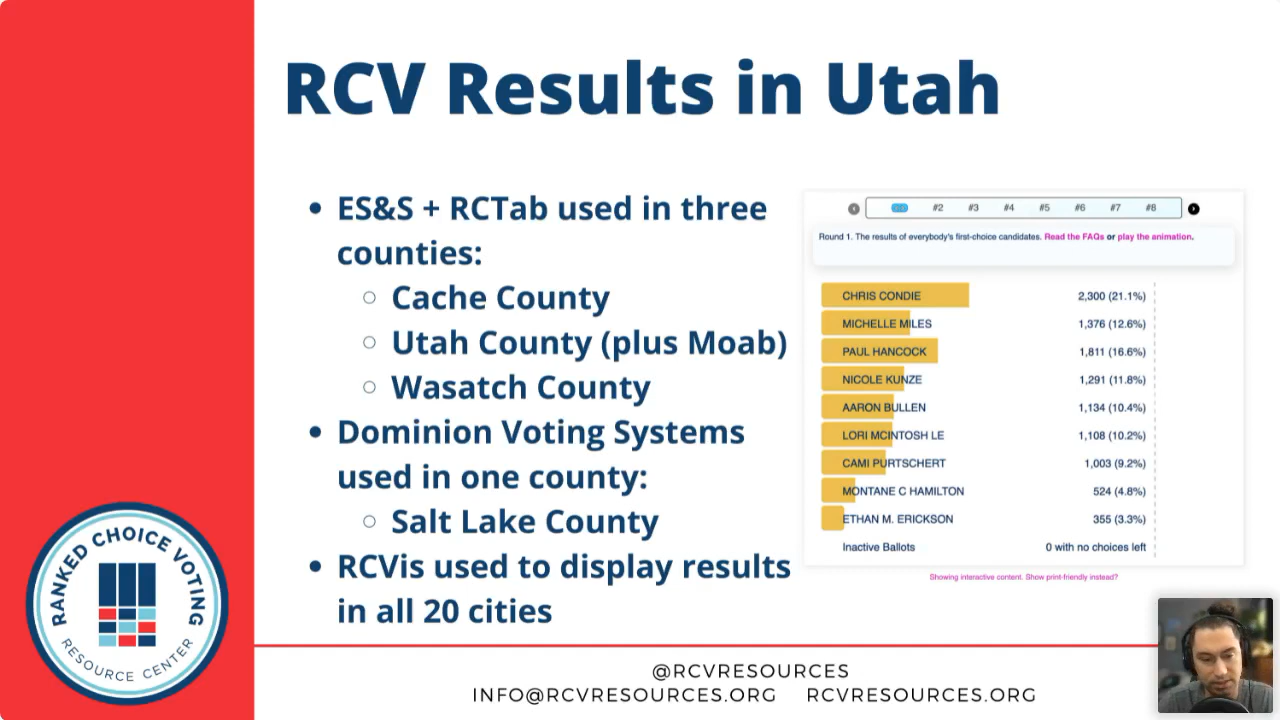 RCV Results in Utah
ES&S + RCTab used in three
counties:
Cache County
Utah County (plus Moab)
Wasatch County
Dominion Voting Systems
used in one county:
Salt Lake County
RCVis used to display results
in all 20 cities
#2 #3 #4 #5 #6 #7 #8
Round 1. The results of everybody's first-choice candidates. Read the FAQs or play the animation.
CHRIS CONDIE 2,300 (21.1%)
MICHELLE MILES 1,376 (12.6%)
PAUL HANCOCK 1,811 (16.6%)
NICOLE KUNZE 1,291 (11.8%)
AARON BULLEN 1,134 (10.4%)
LORI MCINTOSH LE 1,108 (10.2%)
CAMI PURTSCHERT 1,003 (9.2%)
MONTANE C HAMILTON 524 (4.8%)
ETHAN M. ERICKSON 355 (3.3%)
Inactive Ballots 0 with no choices left
Showing interactive content. Show print-friendly instead?
RANKED CHOICE VOTING
RESOURCE CENTER
@RCVRESOURCES
INFO@RCVRESOURCES.ORG RCVRESOURCES.ORG